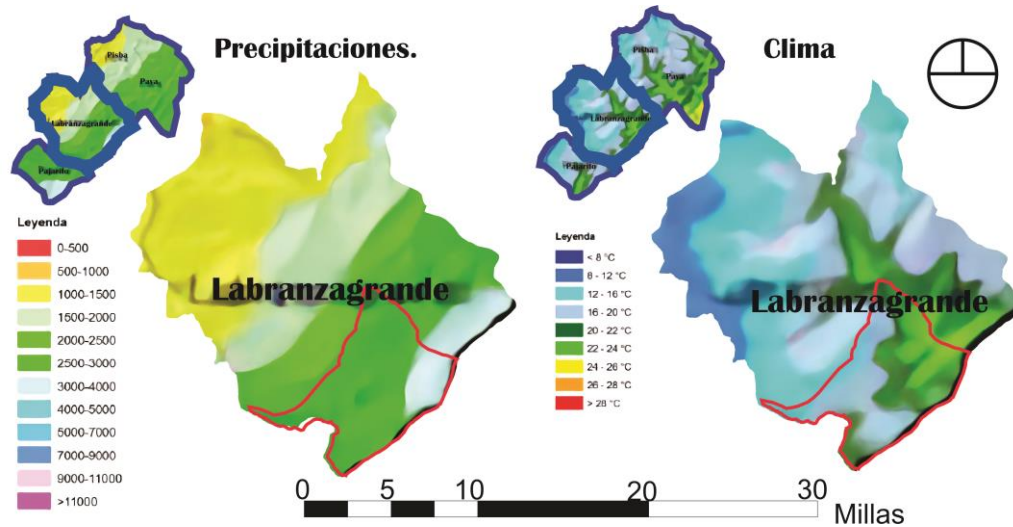 Precipitaciones.
Pisba
Paya
Labranzagrande
Pajarito
Leyenda
0-500
500-1000
1000-1500
1500-2000
2000-2500
2500-3000
3000-4000
4000-5000
5000-7000
7000-9000
9000-11000
>11000
Labranzagrande
Clima
Pisba
Paya
Labranzagrande
Pajarito
Leyenda
< 8 °C
8 - 12 °C
12 - 16 °C
16 - 20 °C
20 - 22 °C
22 - 24 °C
24 - 26 °C
26 - 28 °C
> 28 °C
Labranzagrande
0 5 10 20 30
Millas